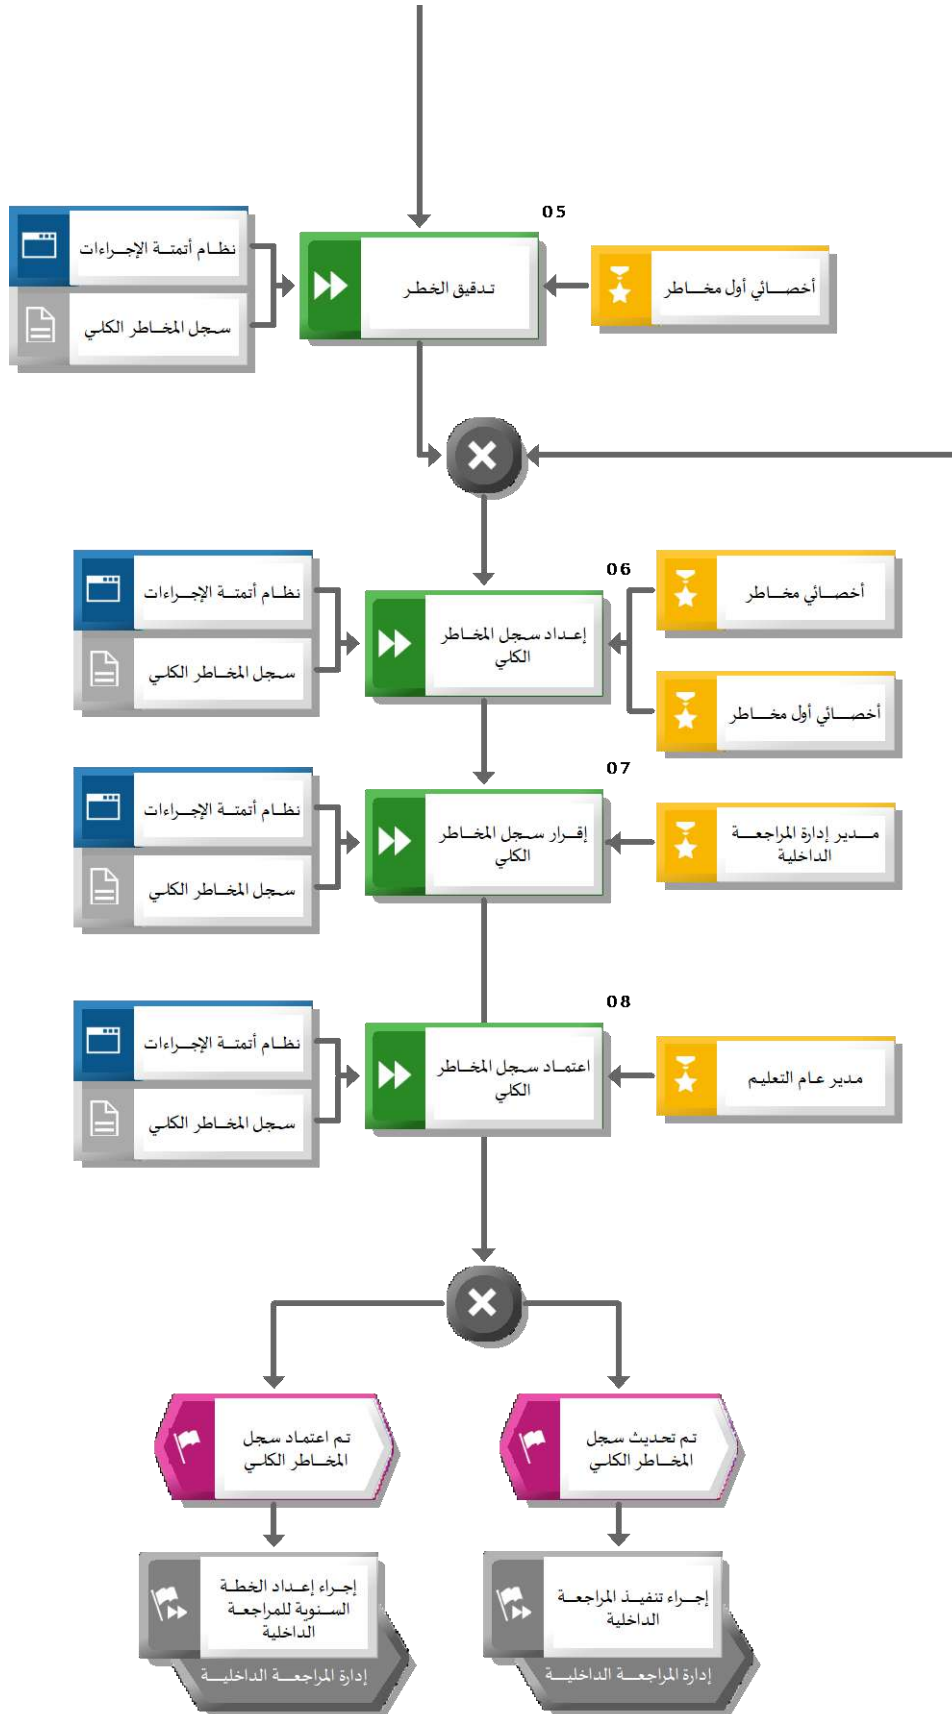 05
أخصائي أول مخاطر
تدقيق الخطر
نظام أتمتة الإجراءات
سجل المخاطر الكلي
06
أخصائي مخاطر
أخصائي أول مخاطر
إعداد سجل المخاطر
الكلي
نظام أتمتة الإجراءات
سجل المخاطر الكلي
07
مدير إدارة المراجعة
الداخلية
إقرار سجل المخاطر
الكلي
نظام أتمتة الإجراءات
سجل المخاطر الكلي
08
مدير عام التعليم
اعتماد سجل المخاطر
الكلي
نظام أتمتة الإجراءات
سجل المخاطر الكلي
تم تحديث سجل
المخاطر الكلي
تم اعتماد سجل
المخاطر الكلي
إجراء تنفيذ المراجعة
الداخلية
إدارة المراجعة الداخلية
إجراء إعداد الخطة
السنوية للمراجعة
الداخلية
إدارة المراجعة الداخلية